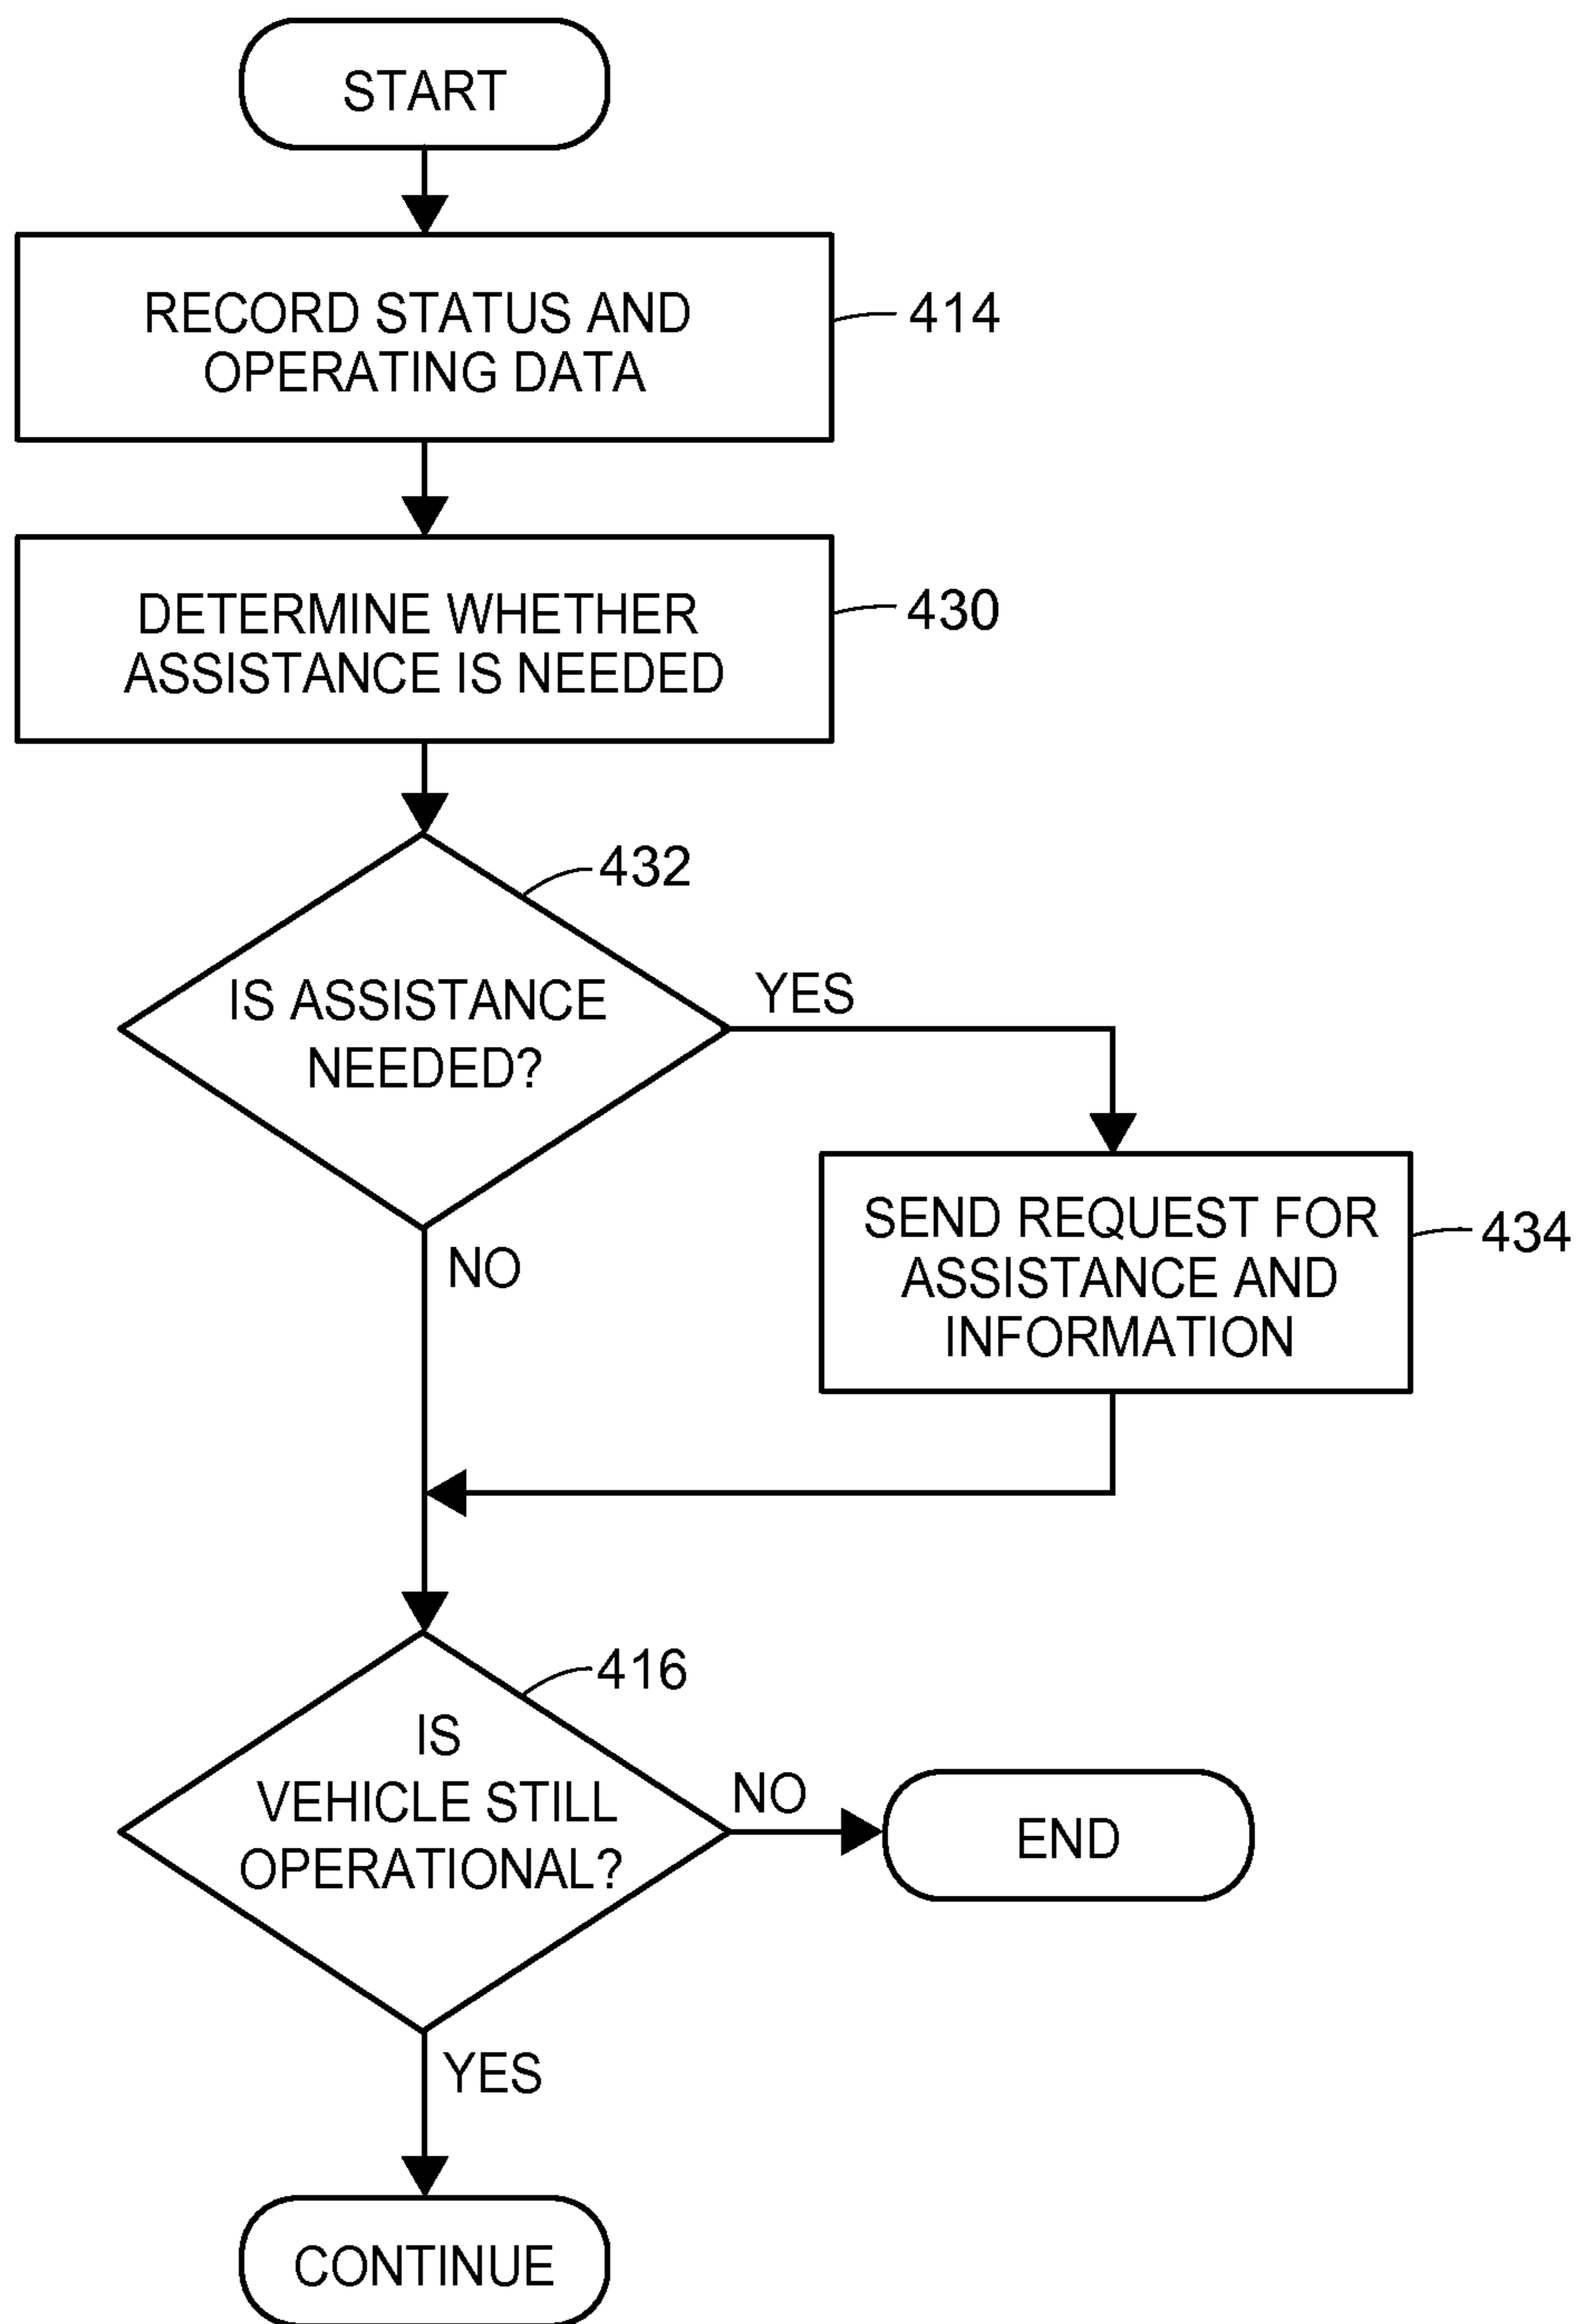 START
RECORD STATUS AND
OPERATING DATA
414
DETERMINE WHETHER
ASSISTANCE IS NEEDED
430
432
IS ASSISTANCE
NEEDED?
YES
NO
SEND REQUEST FOR
ASSISTANCE AND
INFORMATION
434
416
IS
VEHICLE STILL
OPERATIONAL?
NO
END
YES
CONTINUE